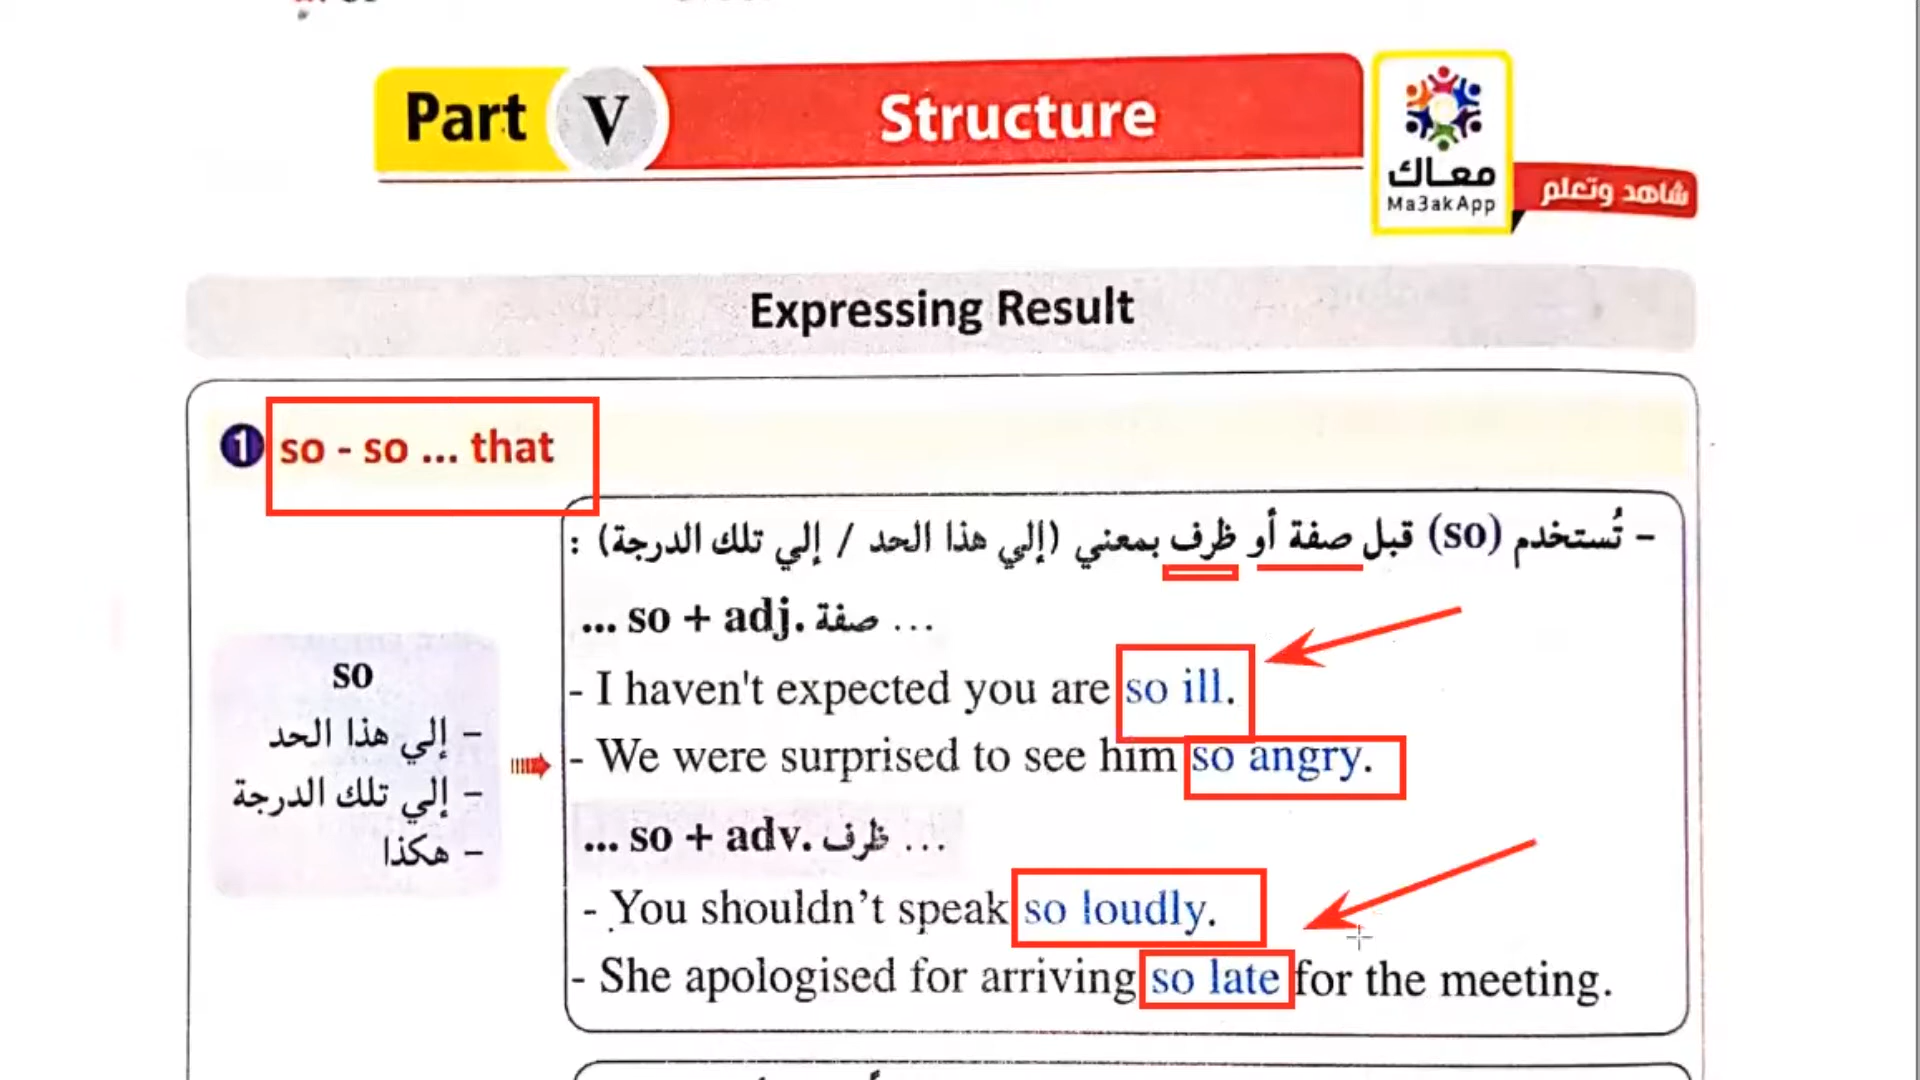 Part V Structure
معاك
Ma3akApp
شاهد وتعلم
Expressing Result
1 so - so ... that
- تُستخدم (so) قبل صفة أو ظرف بمعني (إلي هذا الحد / إلي تلك الدرجة) :
... so + adj. صفة ...
- I haven't expected you are so ill.
- We were surprised to see him so angry.
... so + adv. ظرف ...
- You shouldn't speak so loudly.
- She apologised for arriving so late for the meeting.
so
- إلي هذا الحد
- إلي تلك الدرجة
- هكذا